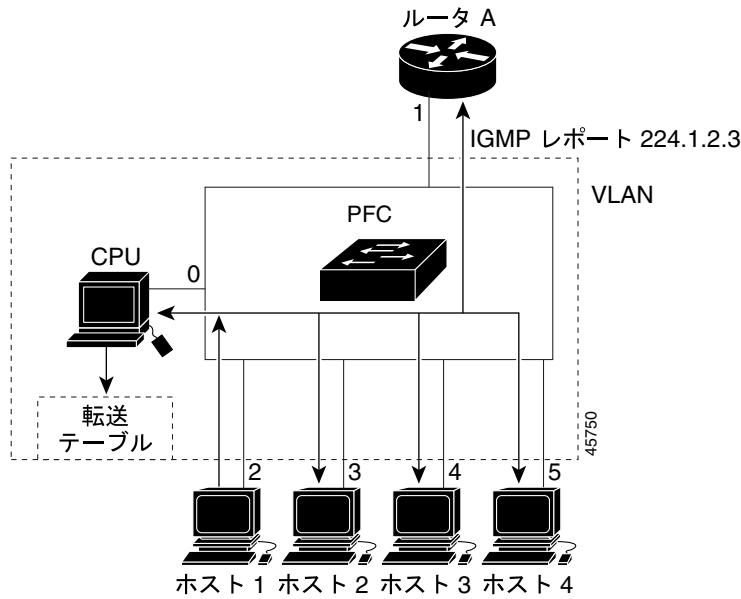 ルータ A
1
IGMP レポート 224.1.2.3
VLAN
PFC
CPU
0
転送
テーブル
45750
2
3
4
5
ホスト 1
ホスト 2
ホスト 3
ホスト 4